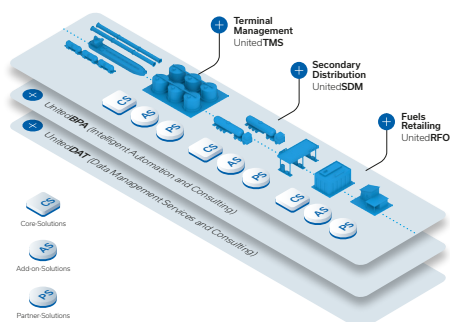 Terminal
Management
UnitedTMS
Secondary
Distribution
UnitedSDM
Fuels
Retailing
UnitedRFO
CS
AS
PS
CS
AS
PS
CS
AS
PS
UnitedBPA (Intelligent Automation and Consulting)
UnitedDAT (Data Management Services and Consulting)
CS
Core-Solutions
AS
Add-on-Solutions
PS
Partner-Solutions